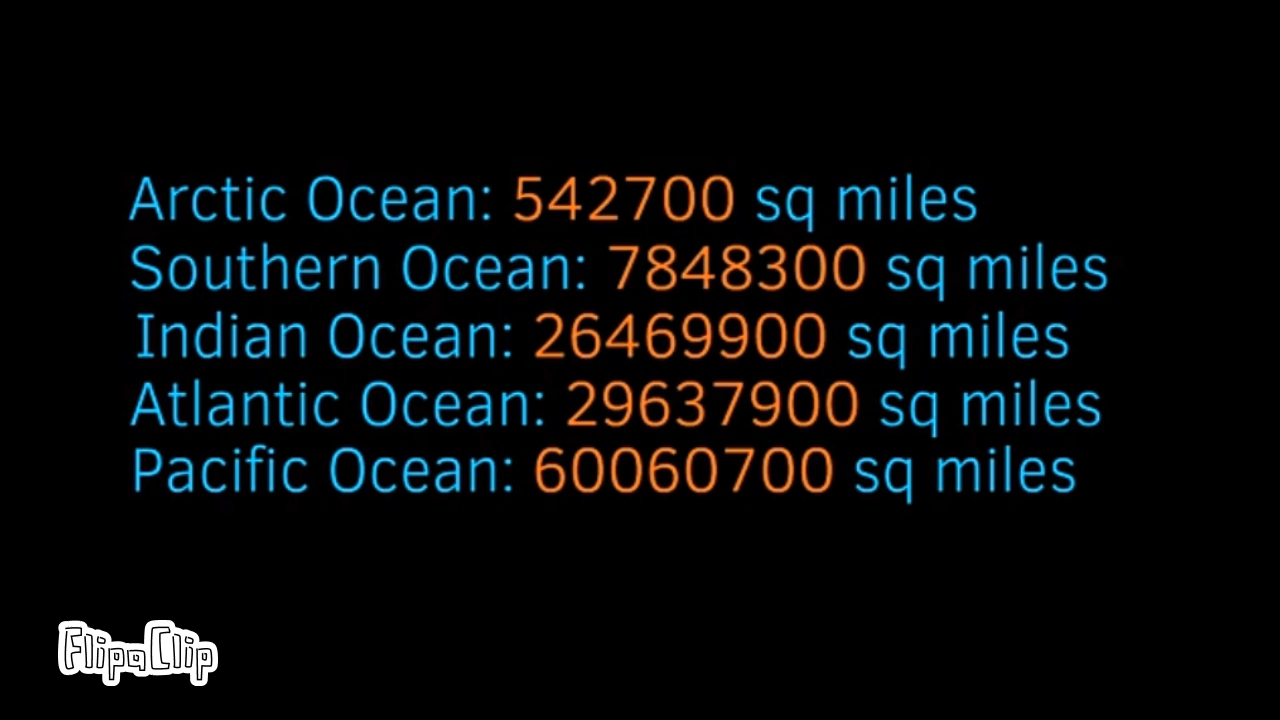 Arctic Ocean: 542700 sq miles
Southern Ocean: 7848300 sq miles
Indian Ocean: 26469900 sq miles
Atlantic Ocean: 29637900 sq miles
Pacific Ocean: 60060700 sq miles
FlipaClip